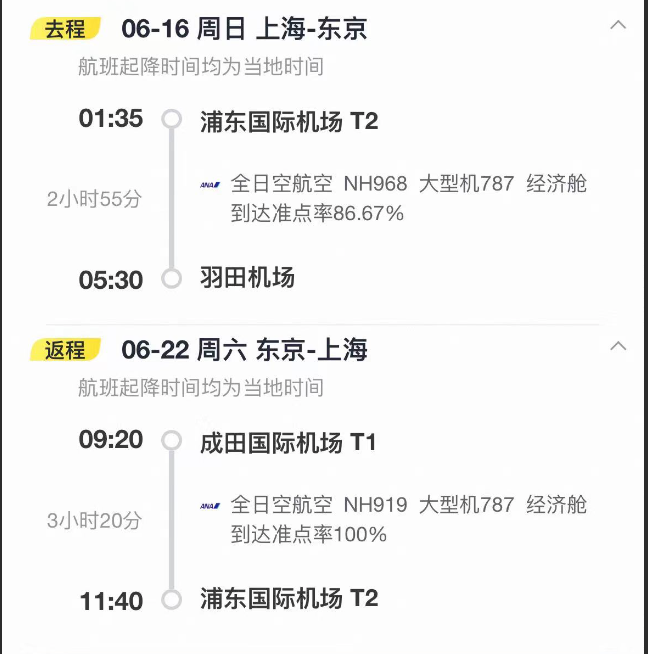 去程 06-16 周日 上海-东京
航班起降时间均为当地时间
01:35 浦东国际机场 T2
ANA 全日空航空 NH968 大型机787 经济舱
2小时55分
到达准点率86.67%
05:30 羽田机场
返程 06-22 周六 东京-上海
航班起降时间均为当地时间
09:20 成田国际机场 T1
ANA 全日空航空 NH919 大型机787 经济舱
3小时20分
到达准点率100%
11:40 浦东国际机场 T2